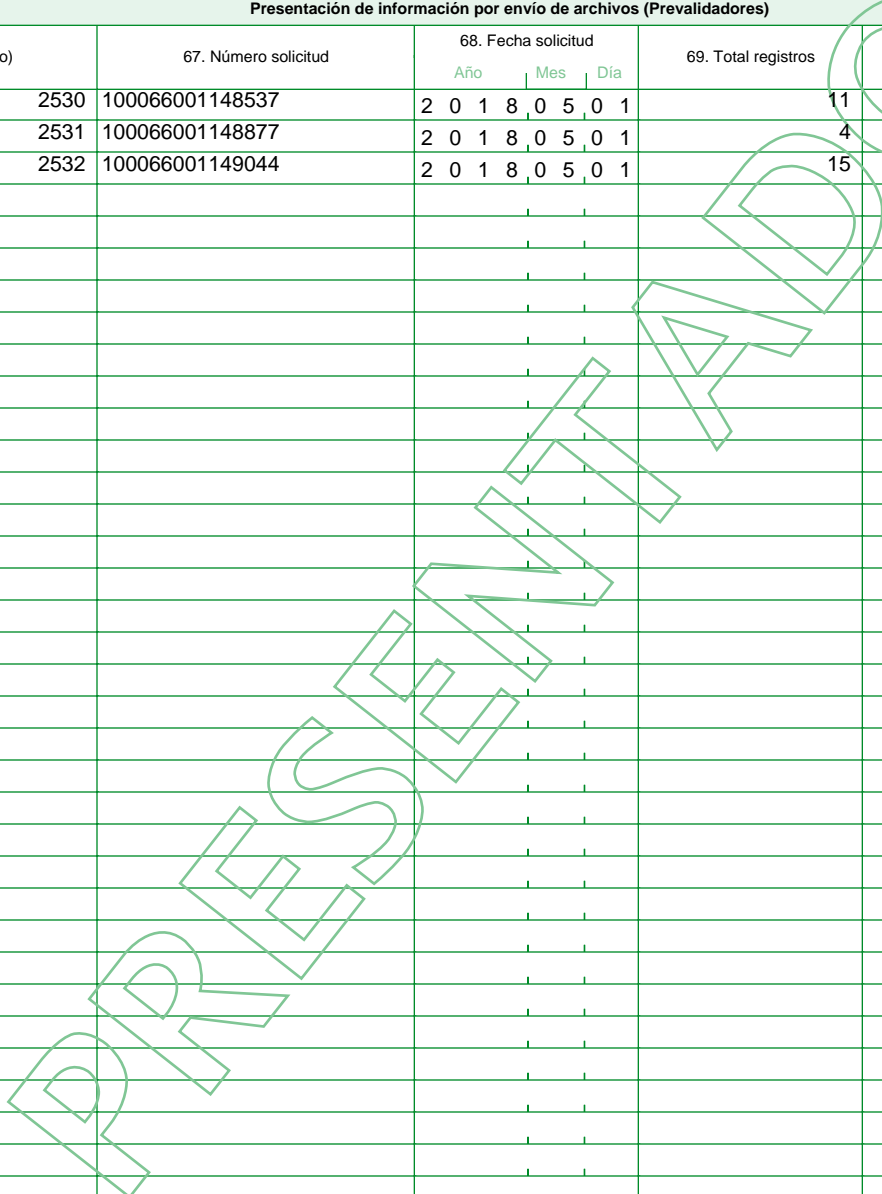 Presentación de información por envío de archivos (Prevalidadores)
o) 67. Número solicitud 68. Fecha solicitud 69. Total registros
Año Mes Día
2530 100066001148537 2 0 1 8 0 5 0 1 11
2531 100066001148877 2 0 1 8 0 5 0 1 4
2532 100066001149044 2 0 1 8 0 5 0 1 15
PRESENTADO